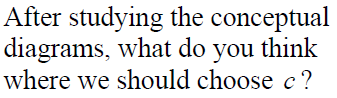 After studying the conceptual
diagrams, what do you think
where we should choose c?